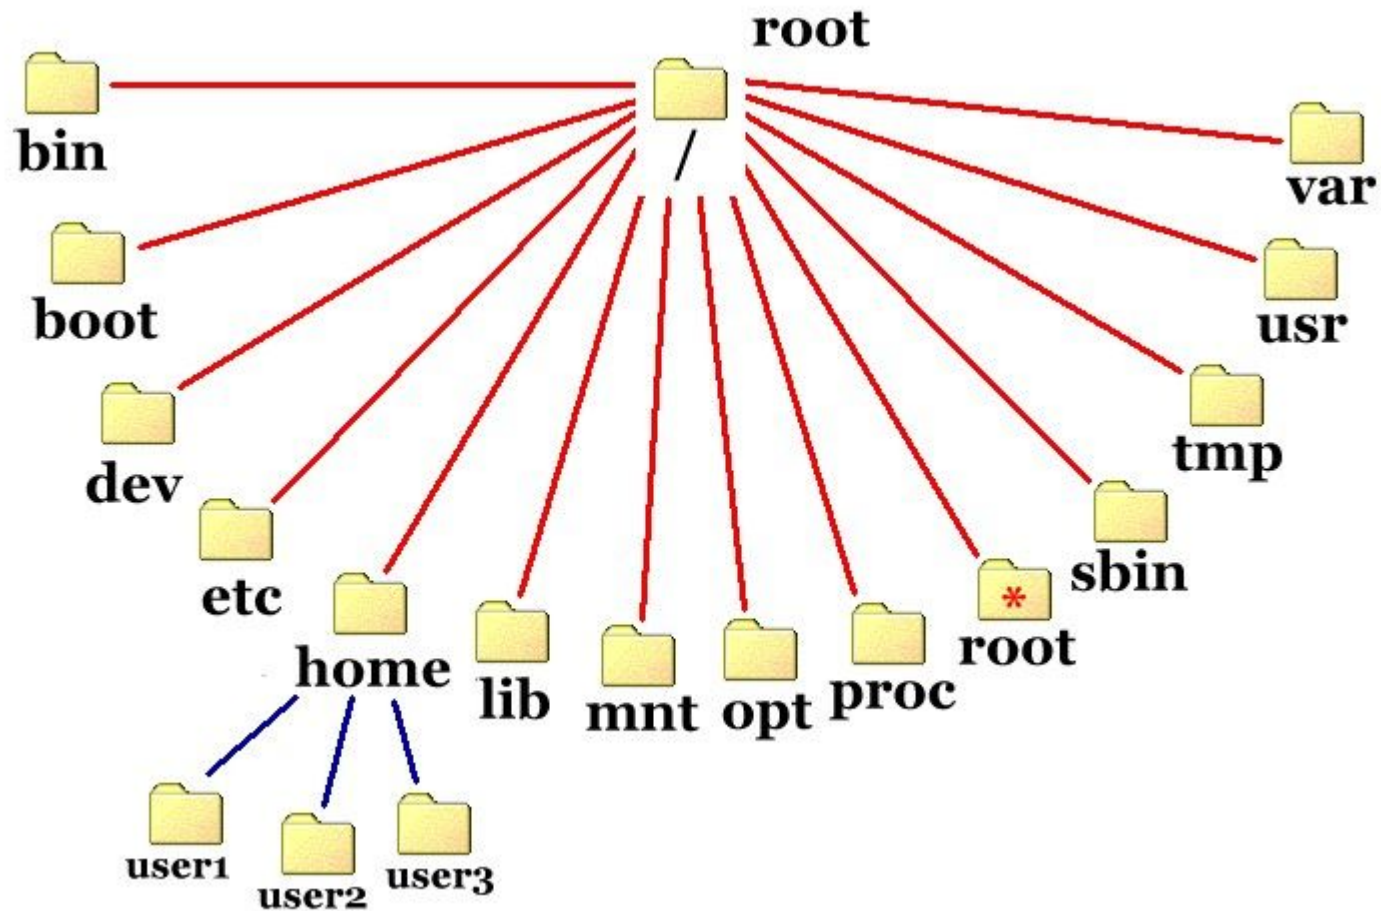 root
/
bin
var
boot
usr
dev
tmp
etc
sbin
home
lib
mnt
opt
proc
*
root
user1
user2
user3